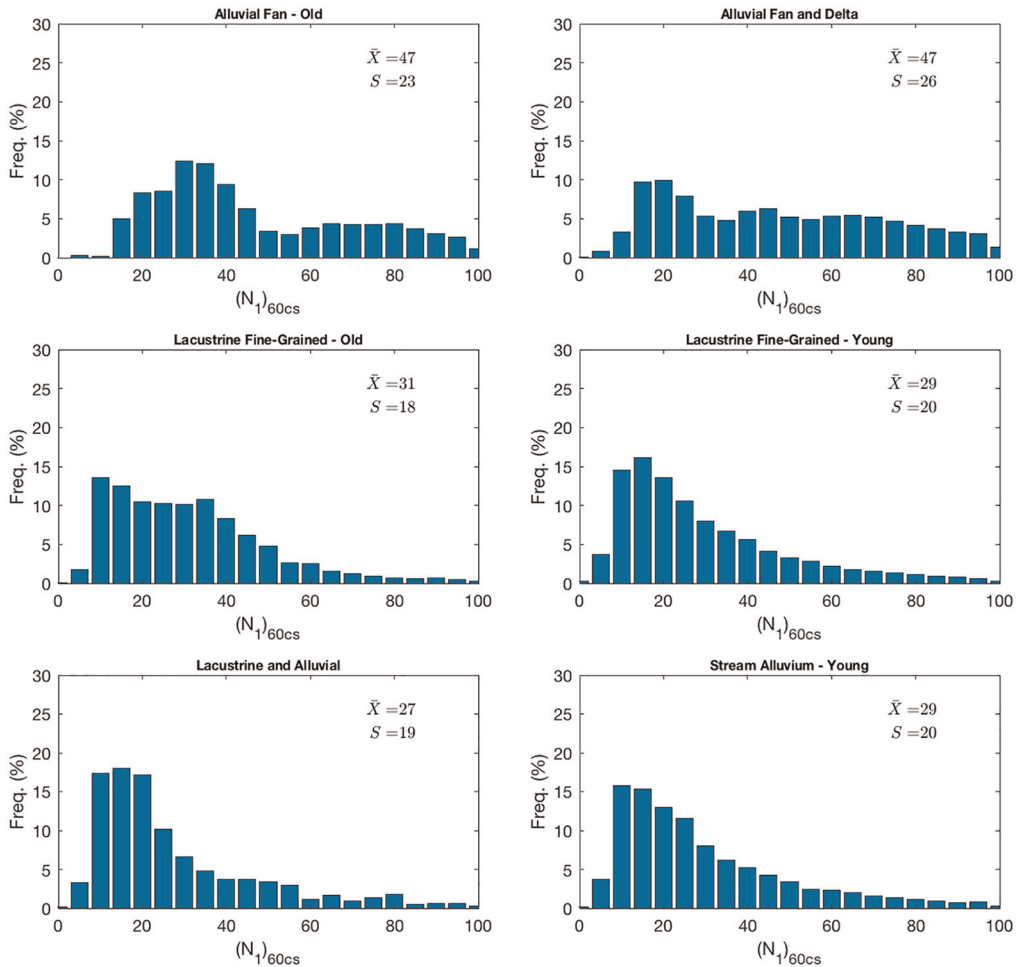 Alluvial Fan - Old
30
25
20
15
10
5
0
Freq. (%)
X̄ =47
S =23
0 20 40 60 80 100
(N₁)60cs
Alluvial Fan and Delta
30
25
20
15
10
5
0
Freq. (%)
X̄ =47
S =26
0 20 40 60 80 100
(N₁)60cs
Lacustrine Fine-Grained - Old
30
25
20
15
10
5
0
Freq. (%)
X̄ =31
S =18
0 20 40 60 80 100
(N₁)60cs
Lacustrine Fine-Grained - Young
30
25
20
15
10
5
0
Freq. (%)
X̄ =29
S =20
0 20 40 60 80 100
(N₁)60cs
Lacustrine and Alluvial
30
25
20
15
10
5
0
Freq. (%)
X̄ =27
S =19
0 20 40 60 80 100
(N₁)60cs
Stream Alluvium - Young
30
25
20
15
10
5
0
Freq. (%)
X̄ =29
S =20
0 20 40 60 80 100
(N₁)60cs